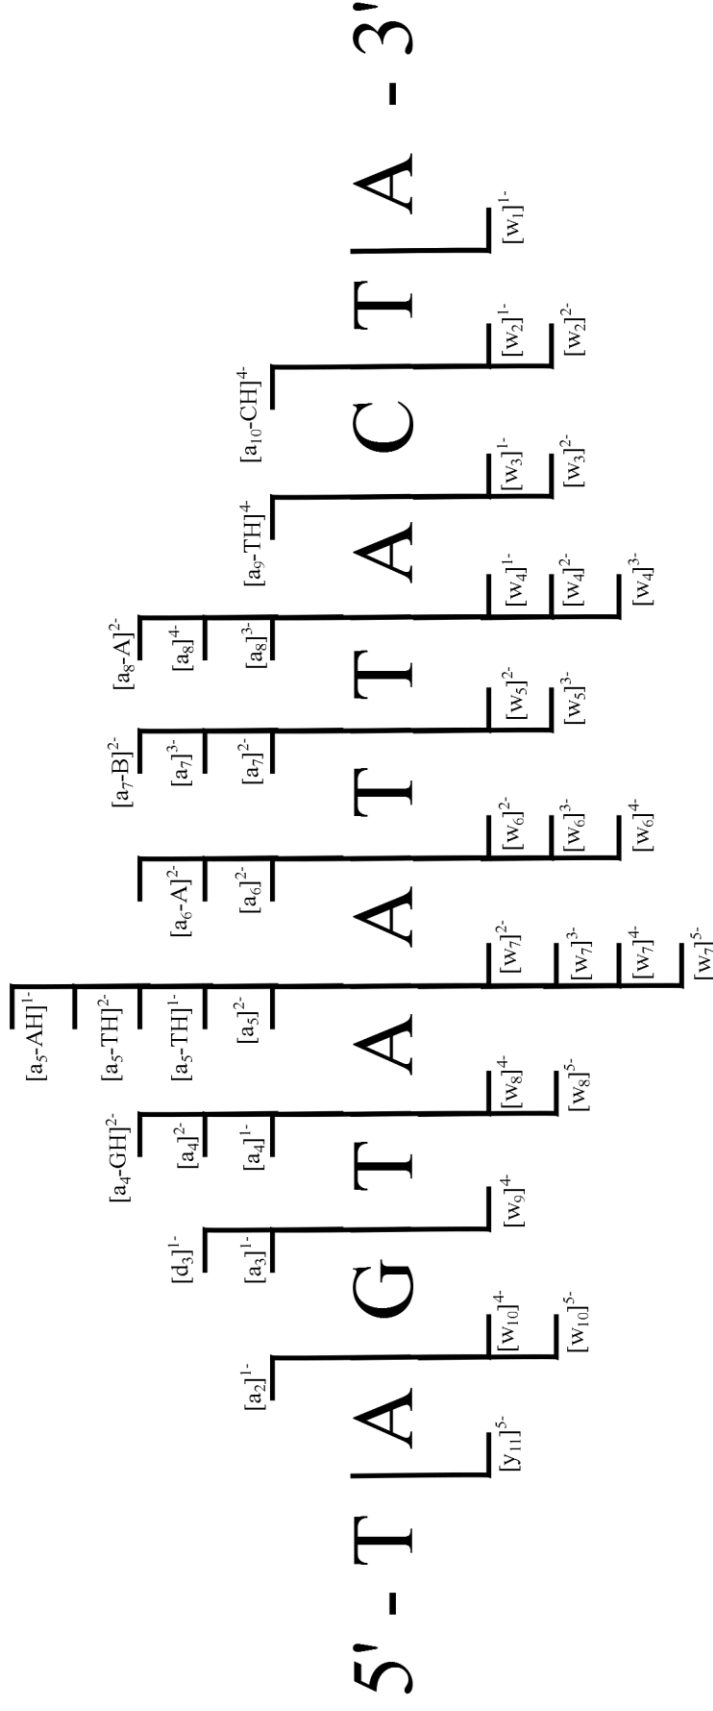 [a₅-AH]¹⁻
[a₄-GH]²⁻ [a₅-TH]²⁻ [a₇-B]²⁻ [a₈-A]²⁻
[d₃]¹⁻ [a₄]²⁻ [a₅-TH]¹⁻ [a₆-A]²⁻ [a₇]³⁻ [a₈]⁴⁻
[a₂]¹⁻ [a₃]¹⁻ [a₄]¹⁻ [a₅]²⁻ [a₆]²⁻ [a₇]²⁻ [a₈]³⁻ [a₉-TH]⁴⁻ [a₁₀-CH]⁴⁻
5' - T A G T A A T T A C T A - 3'
[y₁₁]⁵⁻ [w₁₀]⁴⁻ [w₉]⁴⁻ [w₈]⁴⁻ [w₇]²⁻ [w₆]²⁻ [w₅]²⁻ [w₄]¹⁻ [w₃]¹⁻ [w₂]¹⁻ [w₁]¹⁻
[w₁₀]⁵⁻ [w₈]⁵⁻ [w₇]³⁻ [w₆]³⁻ [w₅]³⁻ [w₄]²⁻ [w₃]²⁻ [w₂]²⁻
[w₇]⁴⁻ [w₆]⁴⁻ [w₄]³⁻
[w₇]⁵⁻